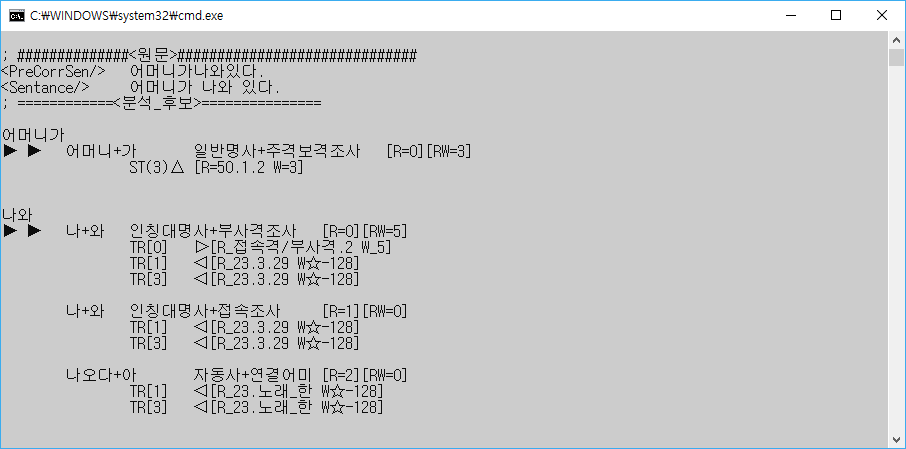 C:₩WINDOWS₩system32₩cmd.exe
; ##############<원문>##############################
<PreCorrSen/> 어머니가나와있다.
<Sentance/> 어머니가 나와 있다.
; ============<분석_후보>===============
어머니가
▶ ▶ 어머니+가 일반명사+주격보격조사 [R=0][RW=3]
ST(3)△ [R=50.1.2 W=3]
나와
▶ ▶ 나+와 인칭대명사+부사격조사 [R=0][RW=5]
TR[0] ▷[R_접속격/부사격.2 W_5]
TR[1] ◁[R_23.3.29 W☆-128]
TR[3] ◁[R_23.3.29 W☆-128]
나+와 인칭대명사+접속조사 [R=1][RW=0]
TR[1] ◁[R_23.3.29 W☆-128]
TR[3] ◁[R_23.3.29 W☆-128]
나오다+아 자동사+연결어미 [R=2][RW=0]
TR[1] ◁[R_23.노래_한 W☆-128]
TR[3] ◁[R_23.노래_한 W☆-128]